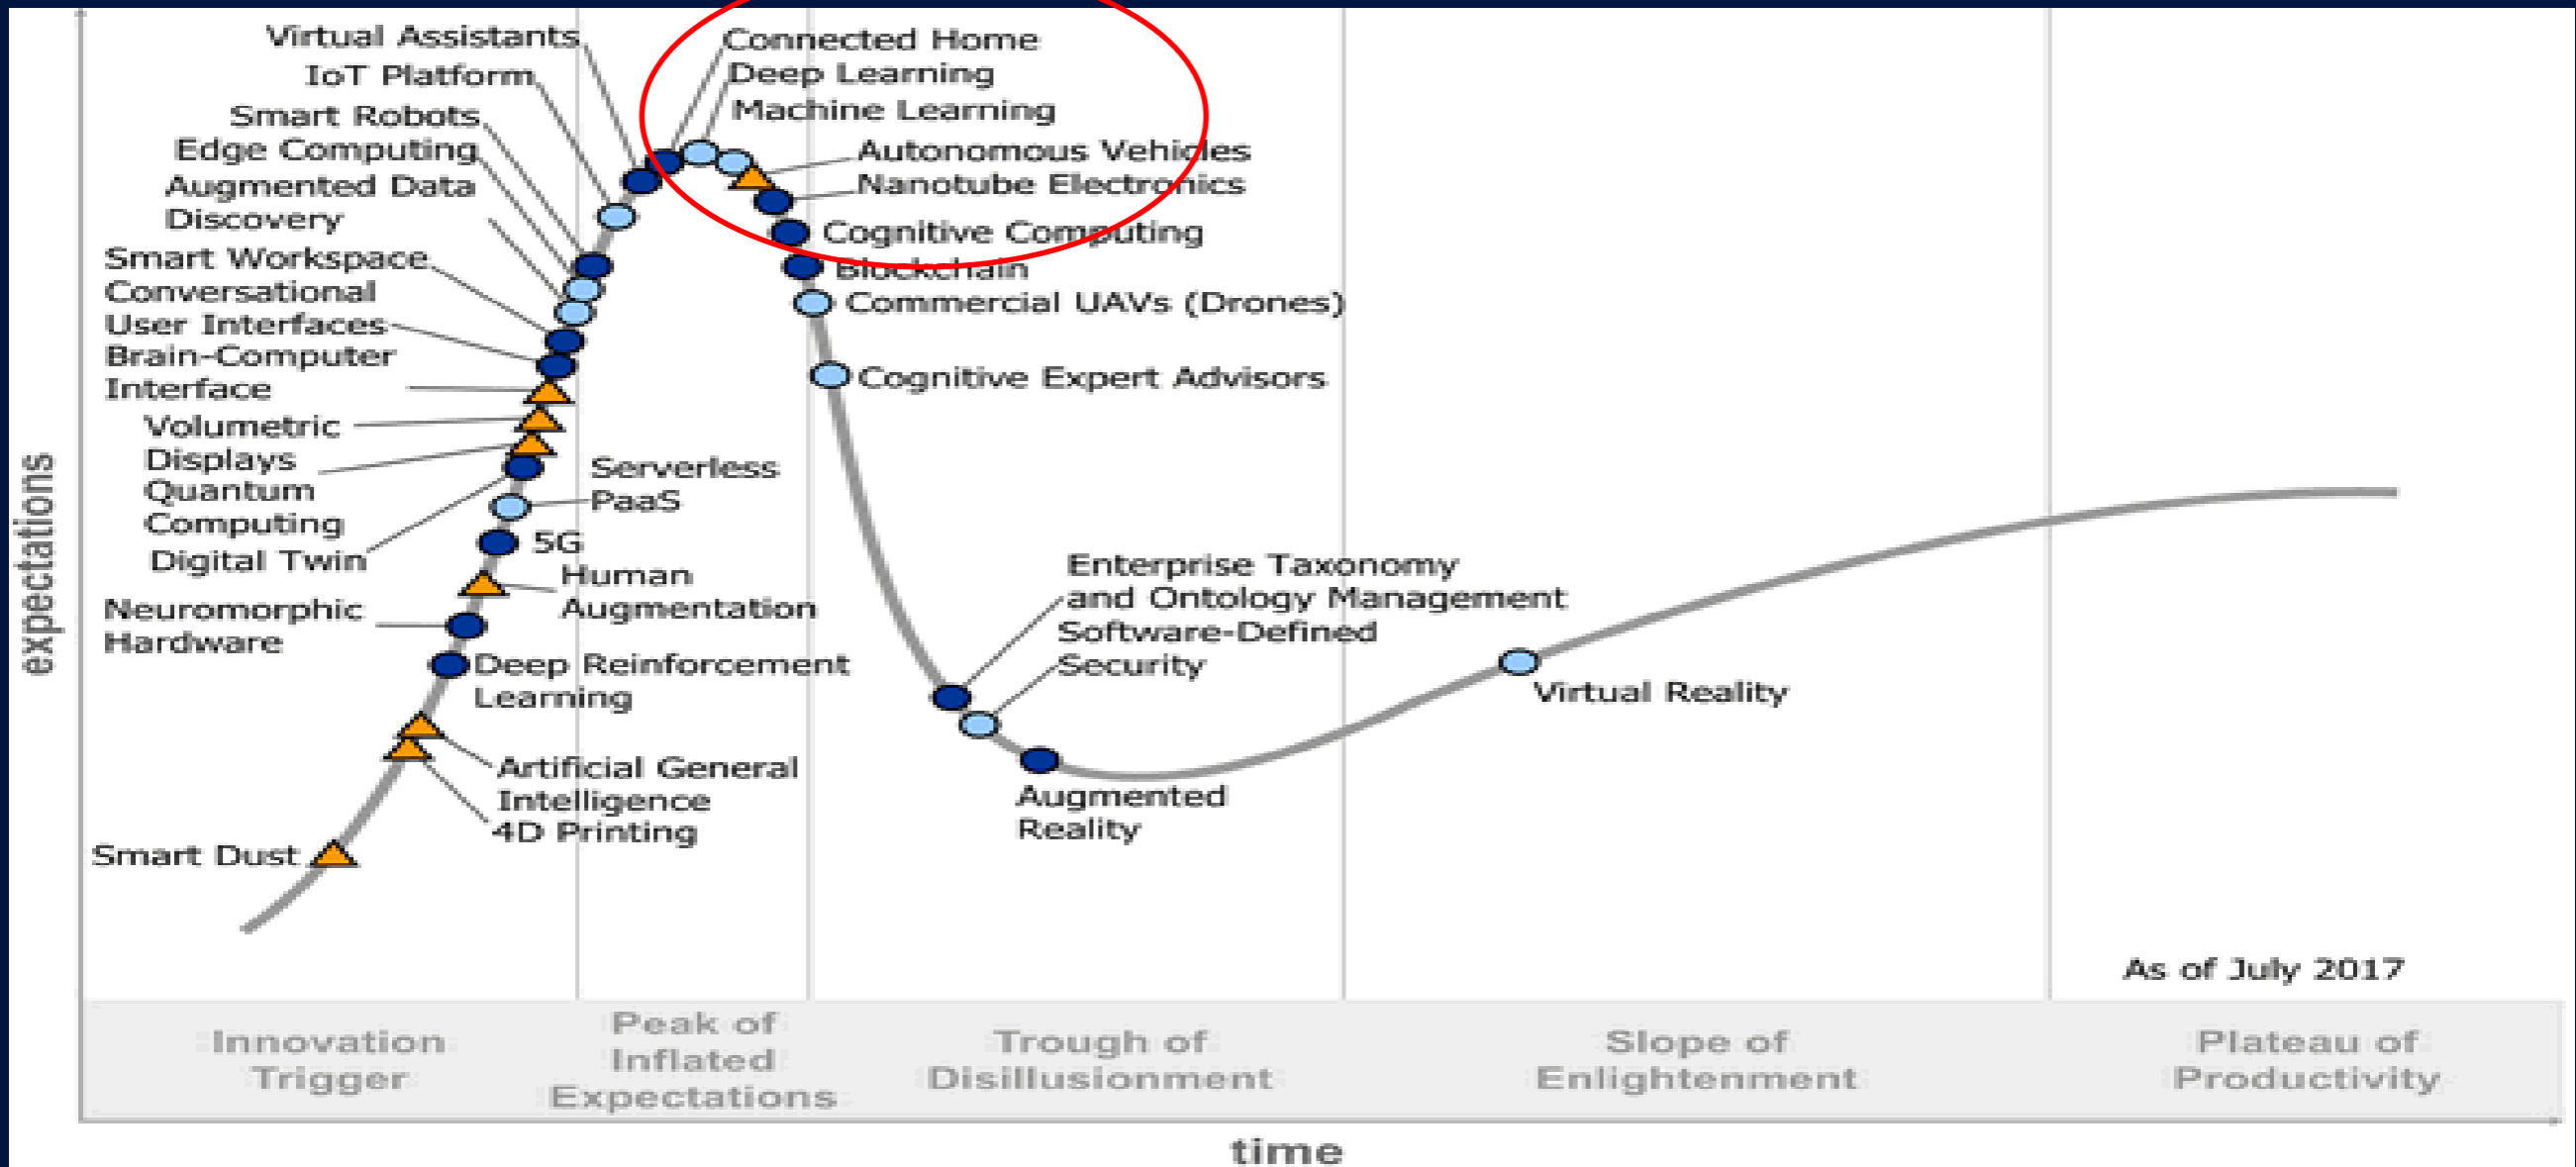 Virtual Assistants
IoT Platform
Smart Robots
Edge Computing
Augmented Data
Discovery
Smart Workspace
Conversational
User Interfaces
Brain-Computer
Interface
Volumetric
Displays
Quantum
Computing
Digital Twin
Neuromorphic
Hardware
Smart Dust
Serverless
PaaS
5G
Human
Augmentation
Deep Reinforcement
Learning
Artificial General
Intelligence
4D Printing
Connected Home
Deep Learning
Machine Learning
Autonomous Vehicles
Nanotube Electronics
Cognitive Computing
Blockchain
Commercial UAVs (Drones)
Cognitive Expert Advisors
Enterprise Taxonomy
and Ontology Management
Software-Defined
Security
Augmented
Reality
Virtual Reality
As of July 2017
expectations
Innovation
Trigger
Peak of
Inflated
Expectations
Trough of
Disillusionment
Slope of
Enlightenment
Plateau of
Productivity
time